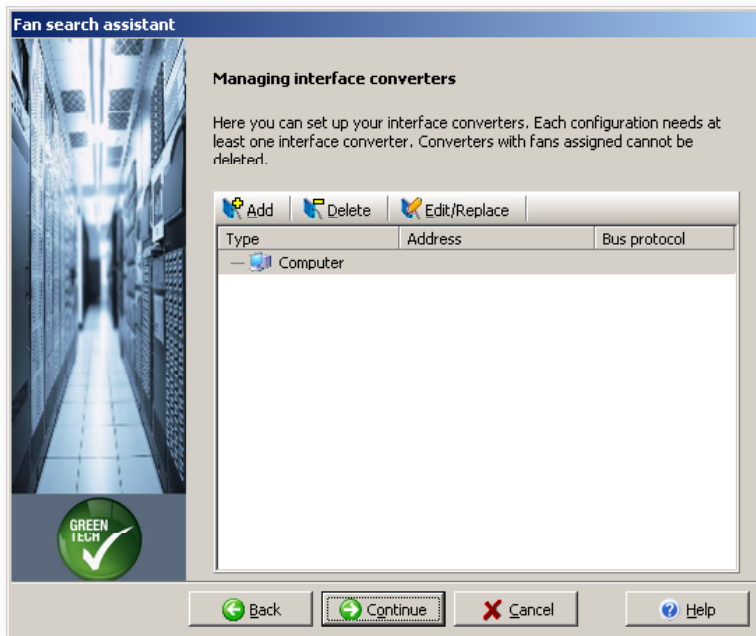 Fan search assistant
Managing interface converters
Here you can set up your interface converters. Each configuration needs at
least one interface converter. Converters with fans assigned cannot be
deleted.
Add Delete Edit/Replace
Type Address Bus protocol
Computer
GREEN
TECH
Back Continue Cancel Help